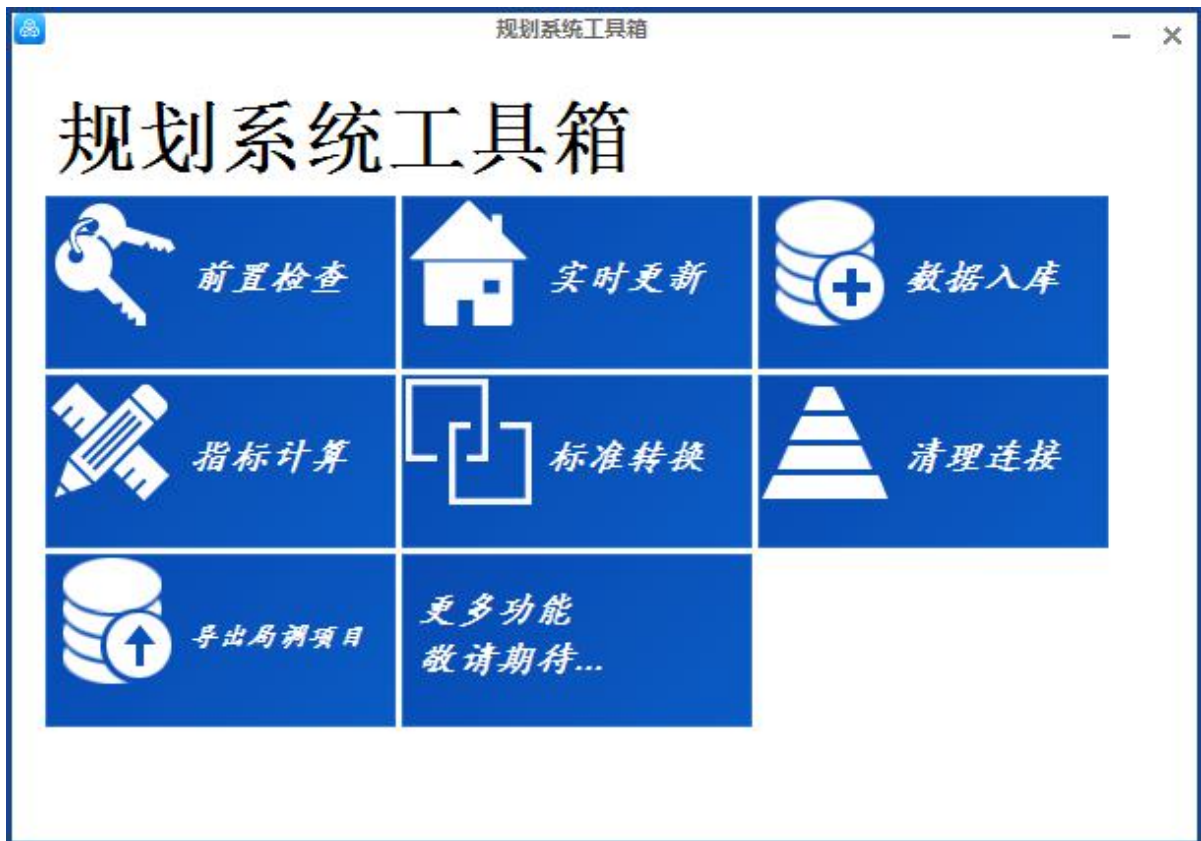 规划系统工具箱
规划系统工具箱
前置检查
实时更新
数据入库
指标计算
标准转换
清理连接
导出局调项目
更多功能
敬请期待...